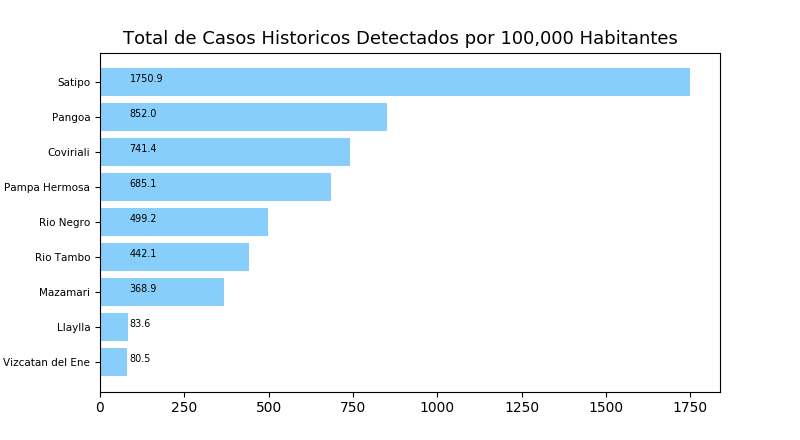 Total de Casos Historicos Detectados por 100,000 Habitantes
Satipo 1750.9
Pangoa 852.0
Coviriali 741.4
Pampa Hermosa 685.1
Rio Negro 499.2
Rio Tambo 442.1
Mazamari 368.9
Llaylla 83.6
Vizcatan del Ene 80.5
0 250 500 750 1000 1250 1500 1750